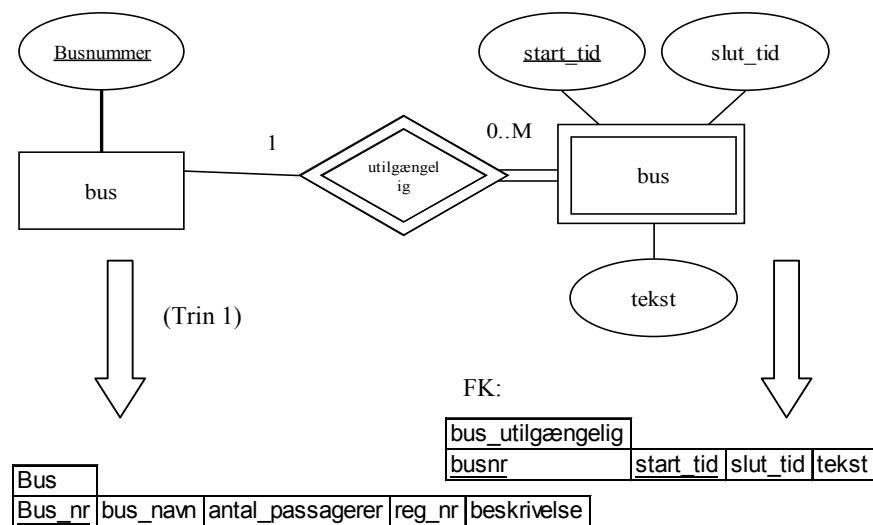 Busnummer
start_tid
slut_tid
1
0..M
bus
utilgængel
ig
bus
tekst
(Trin 1)
FK:
bus_utilgængelig
busnr start_tid slut_tid tekst
Bus
Bus_nr bus_navn antal_passagerer reg_nr beskrivelse